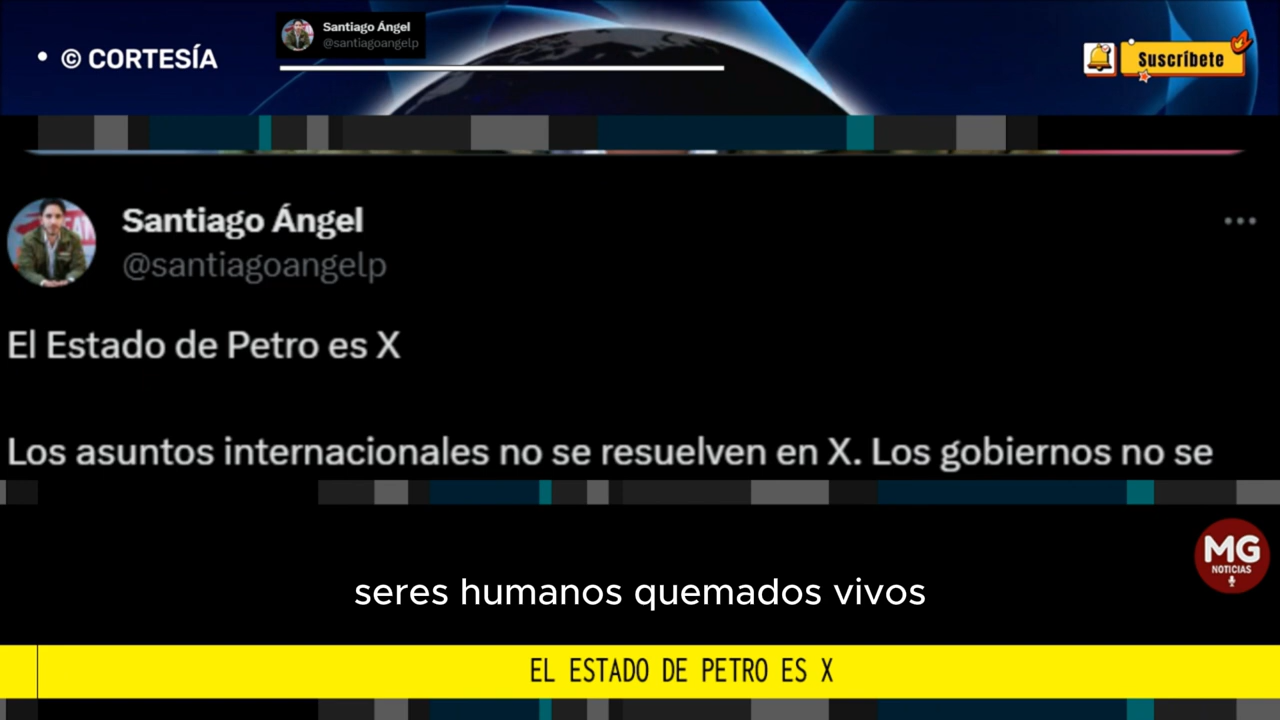 • © CORTESÍA
Santiago Ángel
@santiagoangelp
Suscríbete
Santiago Ángel
@santiagoangelp
El Estado de Petro es X
Los asuntos internacionales no se resuelven en X. Los gobiernos no se
MG
NOTICIAS
seres humanos quemados vivos
EL ESTADO DE PETRO ES X